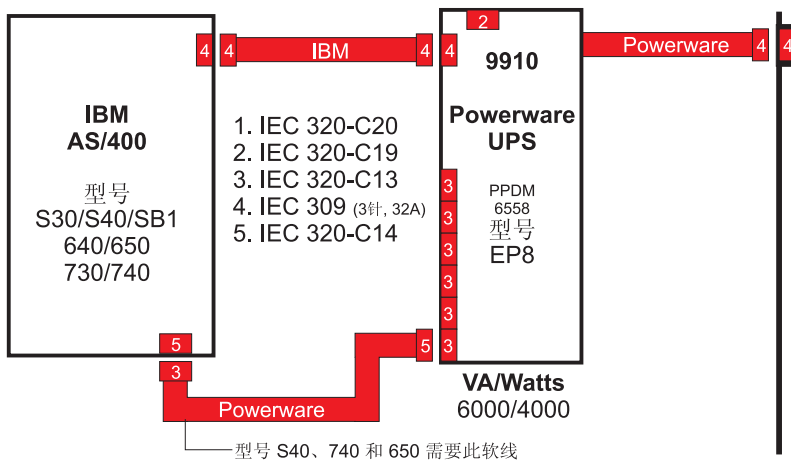 2
4
4
IBM
4
4
Powerware
4
4
9910
IBM
AS/400
型号
S30/S40/SB1
640/650
730/740
1. IEC 320-C20
2. IEC 320-C19
3. IEC 320-C13
4. IEC 309 (3针, 32A)
5. IEC 320-C14
Powerware
UPS
PPDM
6558
型号
EP8
3
3
3
3
3
3
5
5
3
Powerware
VA/Watts
6000/4000
型号 S40、740 和 650 需要此软线